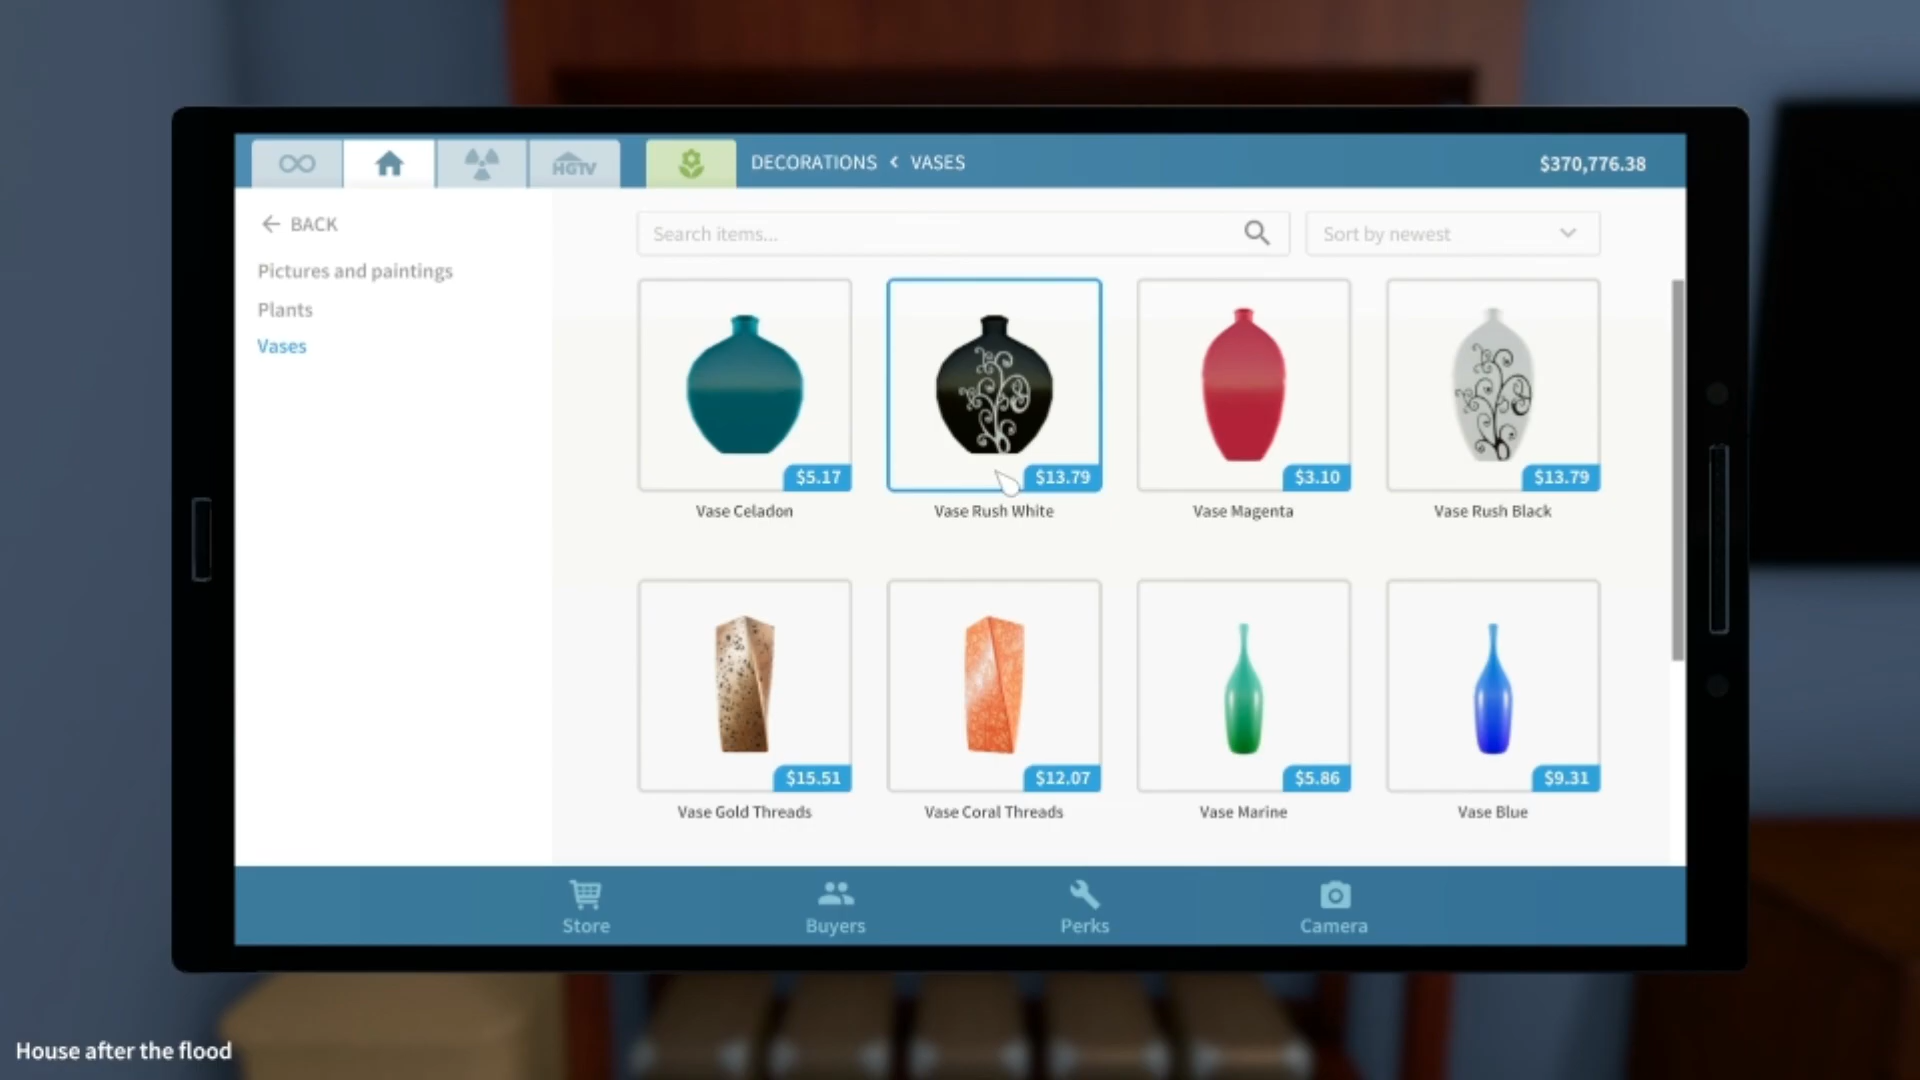 HGTV
DECORATIONS < VASES
$370,776.38
BACK
Pictures and paintings
Plants
Vases
Search items...
Sort by newest
$5.17
$13.79
$3.10
$13.79
Vase Celadon
Vase Rush White
Vase Magenta
Vase Rush Black
$15.51
$12.07
$5.86
$9.31
Vase Gold Threads
Vase Coral Threads
Vase Marine
Vase Blue
Store
Buyers
Perks
Camera
House after the flood